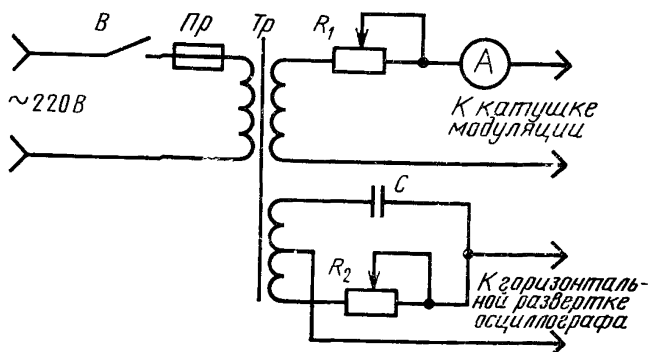 В
Пр
Тр
R₁
А
~220В
К катушке
модуляции
С
R₂
К горизонталь-
ной развертке
осциллографа